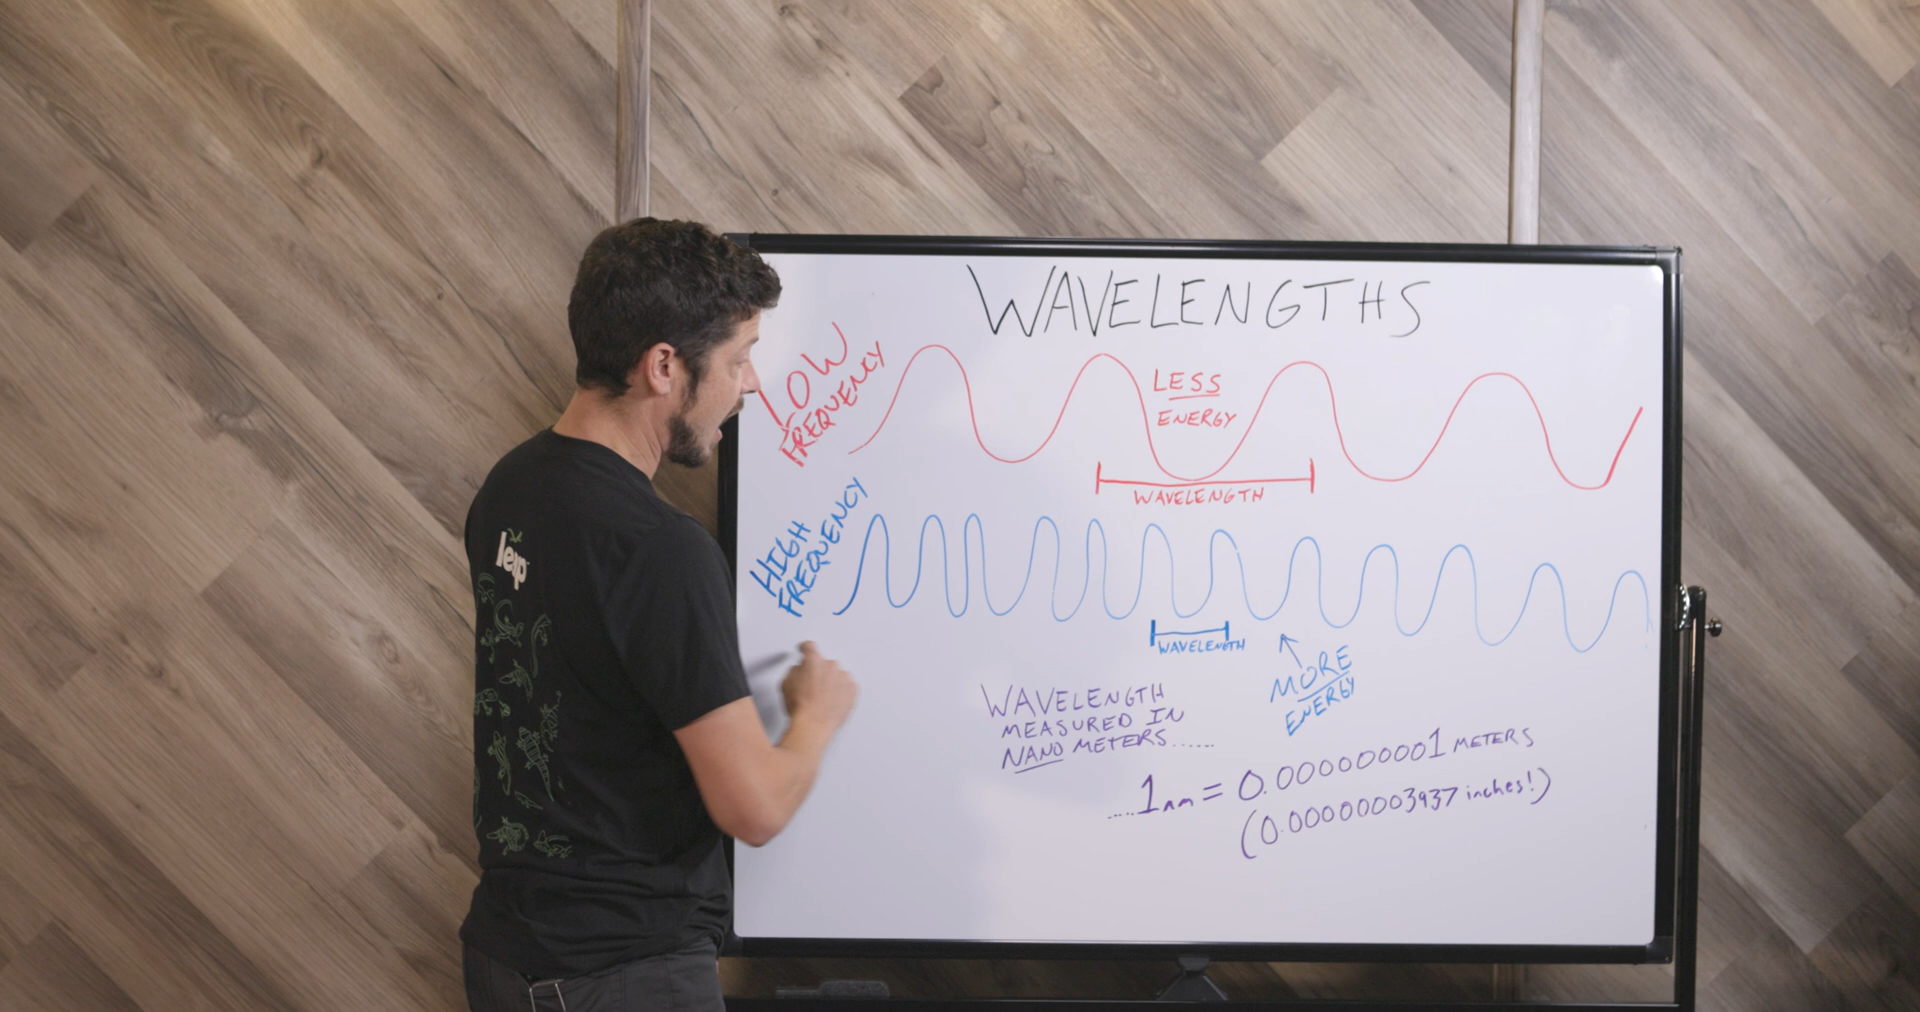 WAVELENGTHS
LOW
FREQUENCY
LESS
ENERGY
WAVELENGTH
HIGH
FREQUENCY
WAVELENGTH
MORE
ENERGY
WAVELENGTH
MEASURED IN
NANO METERS......
....1nm = 0.000000001 METERS
(0.00000003937 inches!)
leap